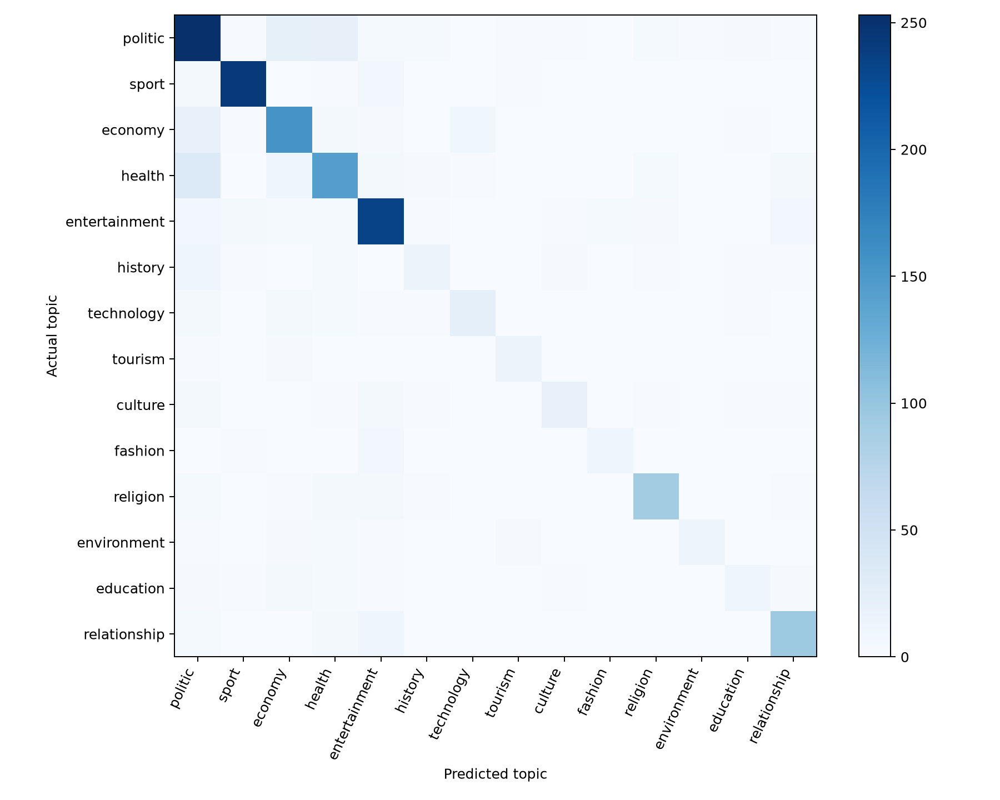 politic
sport
economy
health
entertainment
history
technology
tourism
culture
fashion
religion
environment
education
relationship
Actual topic
politic
sport
economy
health
entertainment
history
technology
tourism
culture
fashion
religion
environment
education
relationship
Predicted topic
250
200
150
100
50
0